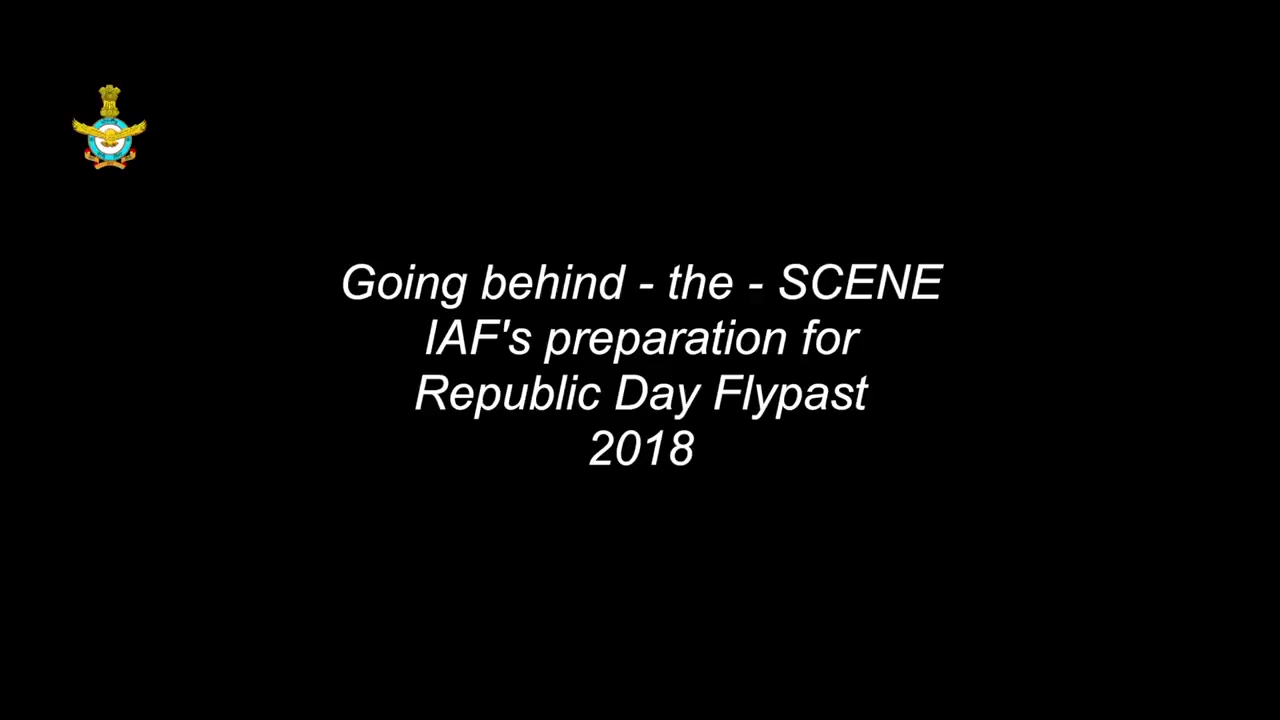 Going behind - the - SCENE
IAF's preparation for
Republic Day Flypast
2018